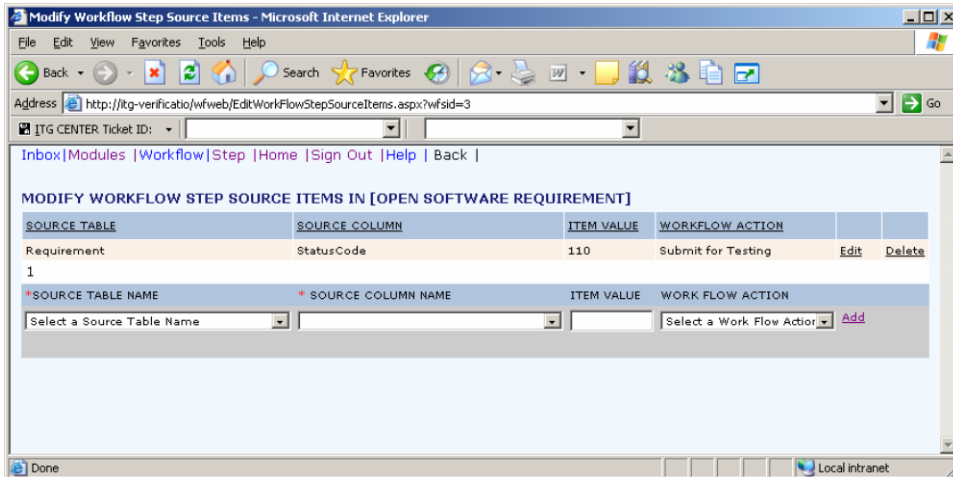 Modify Workflow Step Source Items - Microsoft Internet Explorer
File Edit View Favorites Tools Help
Back Search Favorites
Address http://itg-verificatio/wfweb/EditWorkFlowStepSourceItems.aspx?wfsid=3 Go
ITG CENTER Ticket ID:
Inbox|Modules |Workflow|Step |Home |Sign Out |Help | Back |
MODIFY WORKFLOW STEP SOURCE ITEMS IN [OPEN SOFTWARE REQUIREMENT]
SOURCE TABLE SOURCE COLUMN ITEM VALUE WORKFLOW ACTION
Requirement StatusCode 110 Submit for Testing Edit Delete
1
*SOURCE TABLE NAME * SOURCE COLUMN NAME ITEM VALUE WORK FLOW ACTION
Select a Source Table Name Select a Work Flow Action Add
Done Local intranet